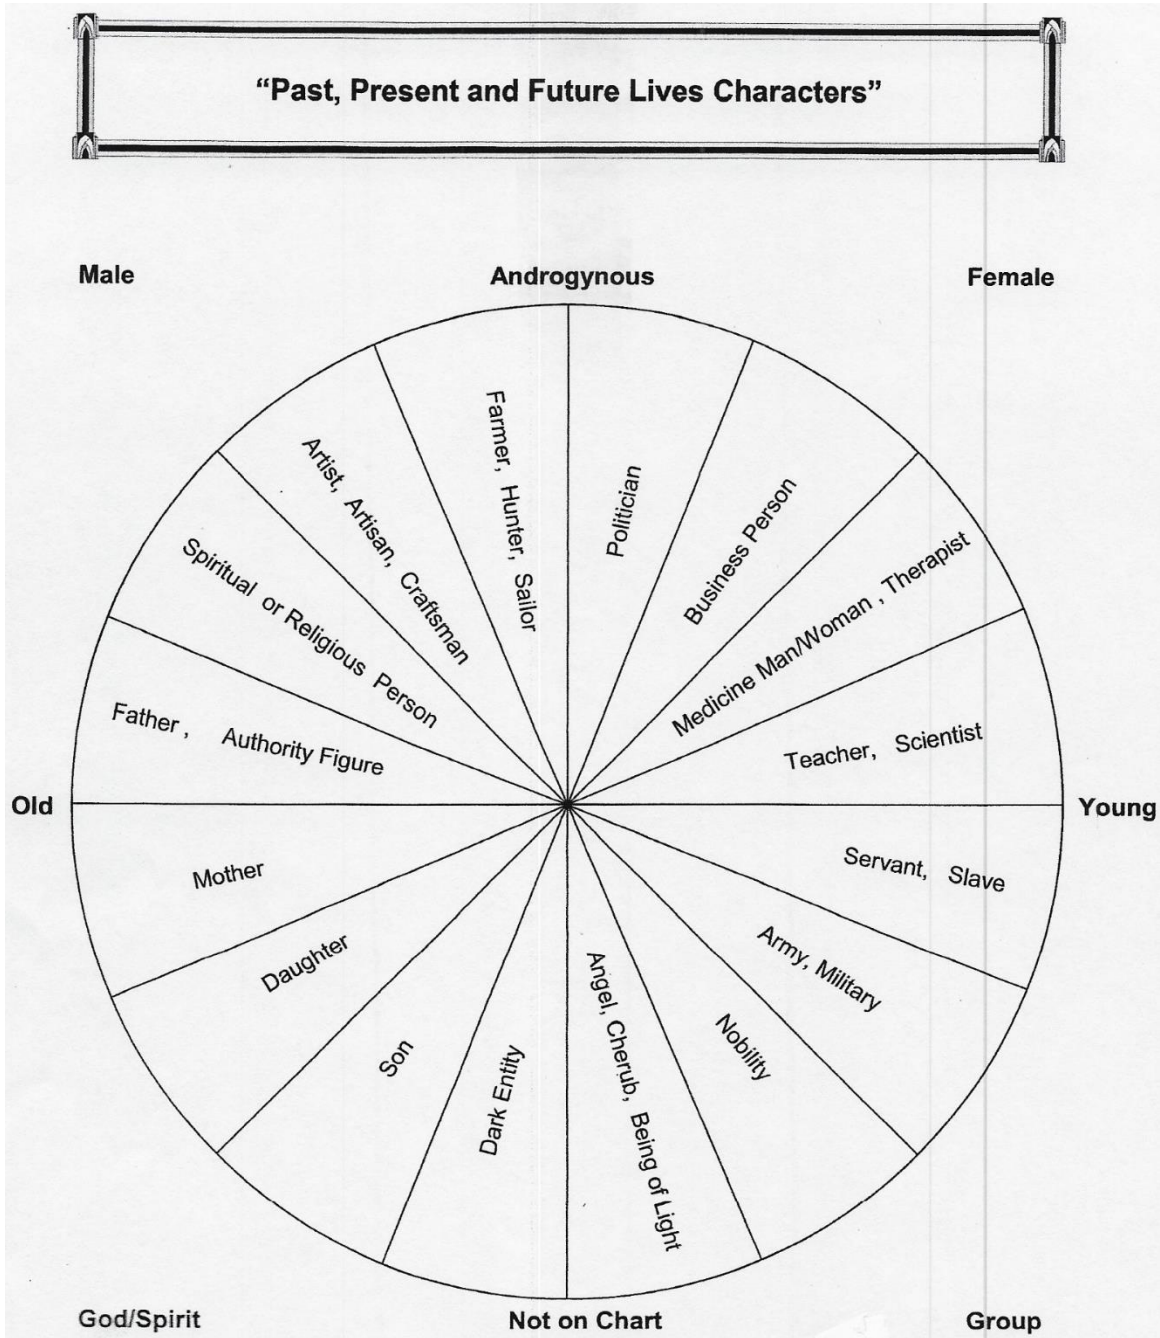 “Past, Present and Future Lives Characters”
Male
Androgynous
Female
Farmer, Hunter, Sailor
Politician
Artist, Artisan, Craftsman
Business Person
Spiritual or Religious Person
Medicine Man/Woman , Therapist
Father , Authority Figure
Teacher, Scientist
Old
Young
Mother
Servant, Slave
Daughter
Army, Military
Son
Nobility
Dark Entity
Angel, Cherub, Being of Light
God/Spirit
Not on Chart
Group